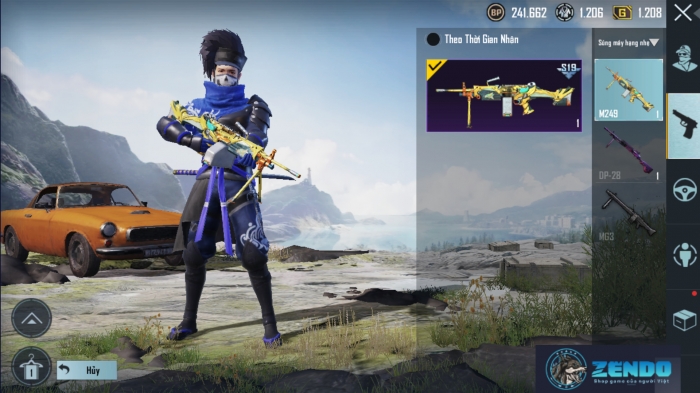 BP 241.662 1.206 G 1.208
Theo Thời Gian Nhận
Súng máy hạng nhẹ
S19
1
M249 1
DP-28 1
MG3
1
Hủy
ZENDO
Shop game của người Việt